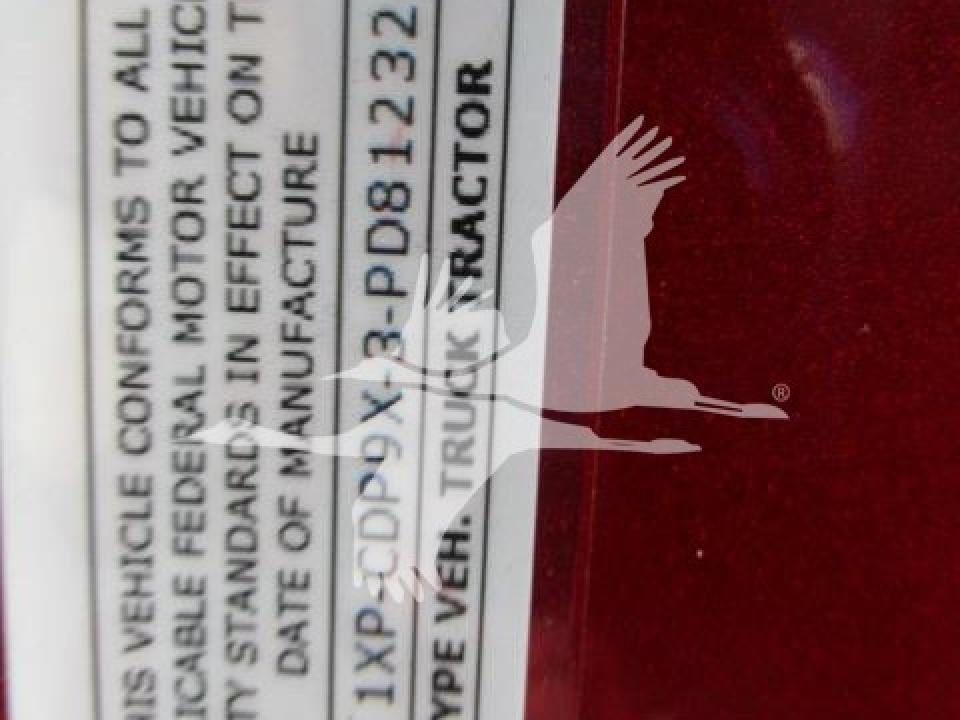 HIS VEHICLE CONFORMS TO ALL
ICABLE FEDERAL MOTOR VEHIC
TY STANDARDS IN EFFECT ON T
DATE OF MANUFACTURE
1XP-CDP9X-3-PD81232
YPE VEH. TRUCK TRACTOR
®